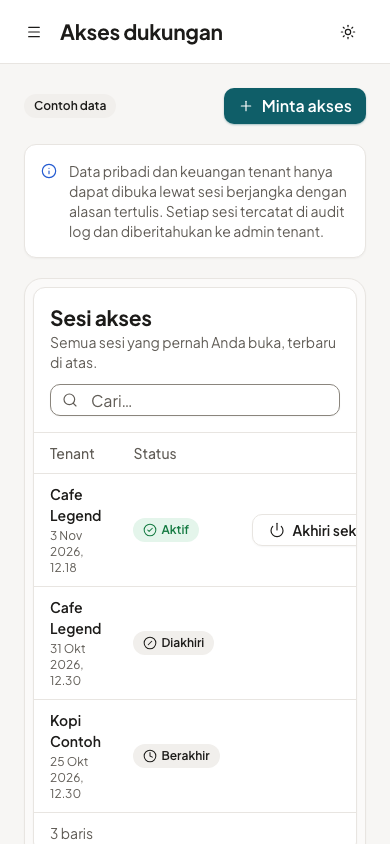 Akses dukungan
Contoh data
Minta akses
Data pribadi dan keuangan tenant hanya
dapat dibuka lewat sesi berjangka dengan
alasan tertulis. Setiap sesi tercatat di audit
log dan diberitahukan ke admin tenant.
Sesi akses
Semua sesi yang pernah Anda buka, terbaru
di atas.
Cari…
Tenant Status
Cafe
Legend
3 Nov
2026,
12.18
Aktif
Akhiri sek
Cafe
Legend
31 Okt
2026,
12.30
Diakhiri
Kopi
Contoh
25 Okt
2026,
12.30
Berakhir
3 baris